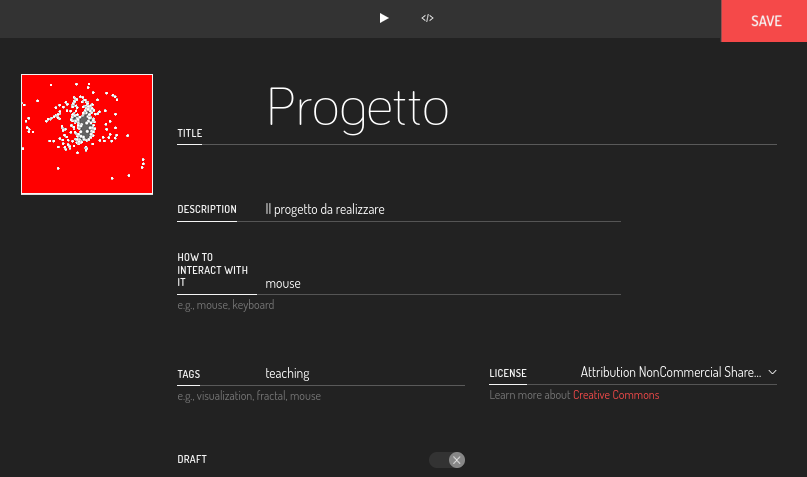 </>
SAVE
TITLE
Progetto
DESCRIPTION
Il progetto da realizzare
HOW TO
INTERACT WITH
IT
mouse
e.g., mouse, keyboard
TAGS
teaching
e.g., visualization, fractal, mouse
LICENSE
Attribution NonCommercial Share...
Learn more about Creative Commons
DRAFT